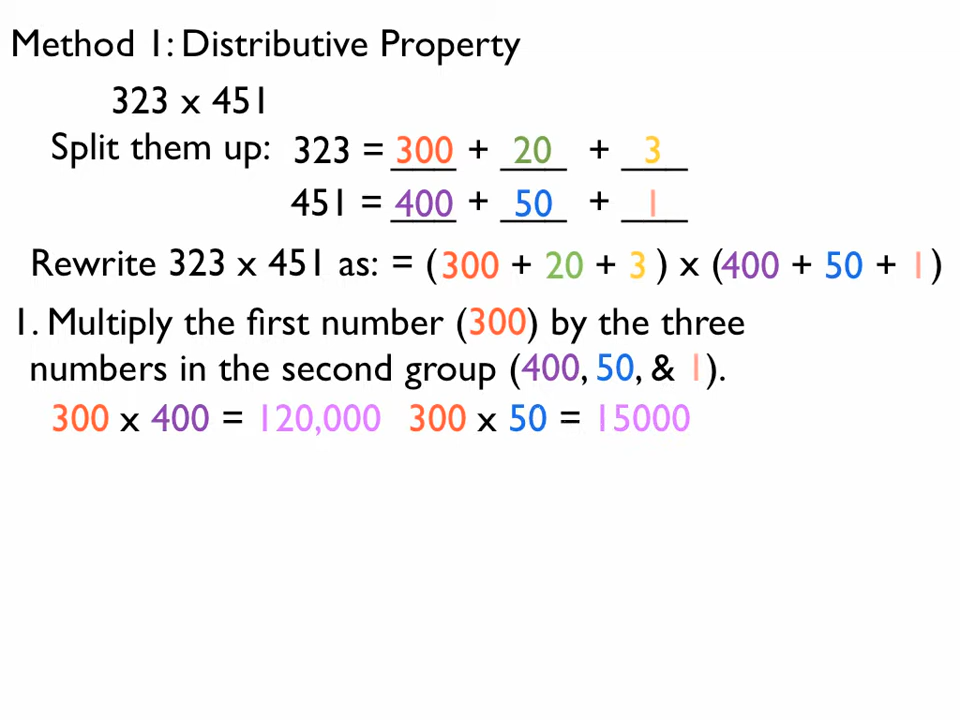 Method 1: Distributive Property
323 x 451
Split them up: 323 = 300 + 20 + 3
451 = 400 + 50 + 1
Rewrite 323 x 451 as: = (300 + 20 + 3 ) x (400 + 50 + 1 )
1. Multiply the first number (300) by the three
numbers in the second group (400, 50, & 1).
300 x 400 = 120,000 300 x 50 = 15000